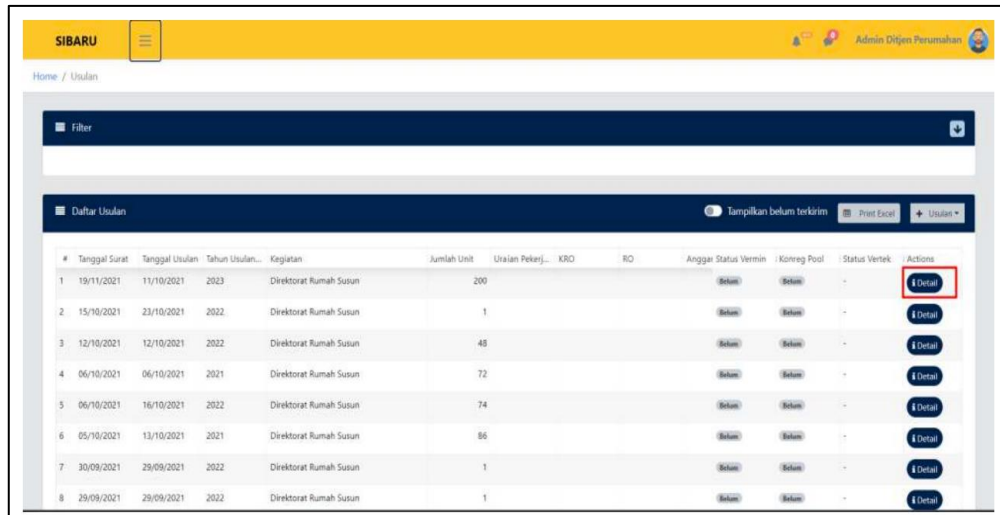 SIBARU Admin Ditjen Perumahan
Home / Usulan
Filter
Daftar Usulan Tampilkan belum terkirim Print Excel + Usulan
# Tanggal Surat Tanggal Usulan Tahun Usulan... Kegiatan Jumlah Unit Uraian Pekerj... KRO RO Anggar Status Vermin Konreg Pool Status Vertek Actions
1 19/11/2021 11/10/2021 2023 Direktorat Rumah Susun 200 Belum Belum - i Detail
2 15/10/2021 23/10/2021 2022 Direktorat Rumah Susun 1 Belum Belum - i Detail
3 12/10/2021 12/10/2021 2022 Direktorat Rumah Susun 48 Belum Belum - i Detail
4 06/10/2021 06/10/2021 2021 Direktorat Rumah Susun 72 Belum Belum - i Detail
5 06/10/2021 16/10/2021 2022 Direktorat Rumah Susun 74 Belum Belum - i Detail
6 05/10/2021 13/10/2021 2021 Direktorat Rumah Susun 86 Belum Belum - i Detail
7 30/09/2021 29/09/2021 2022 Direktorat Rumah Susun 1 Belum Belum - i Detail
8 29/09/2021 29/09/2021 2022 Direktorat Rumah Susun 1 Belum Belum - i Detail